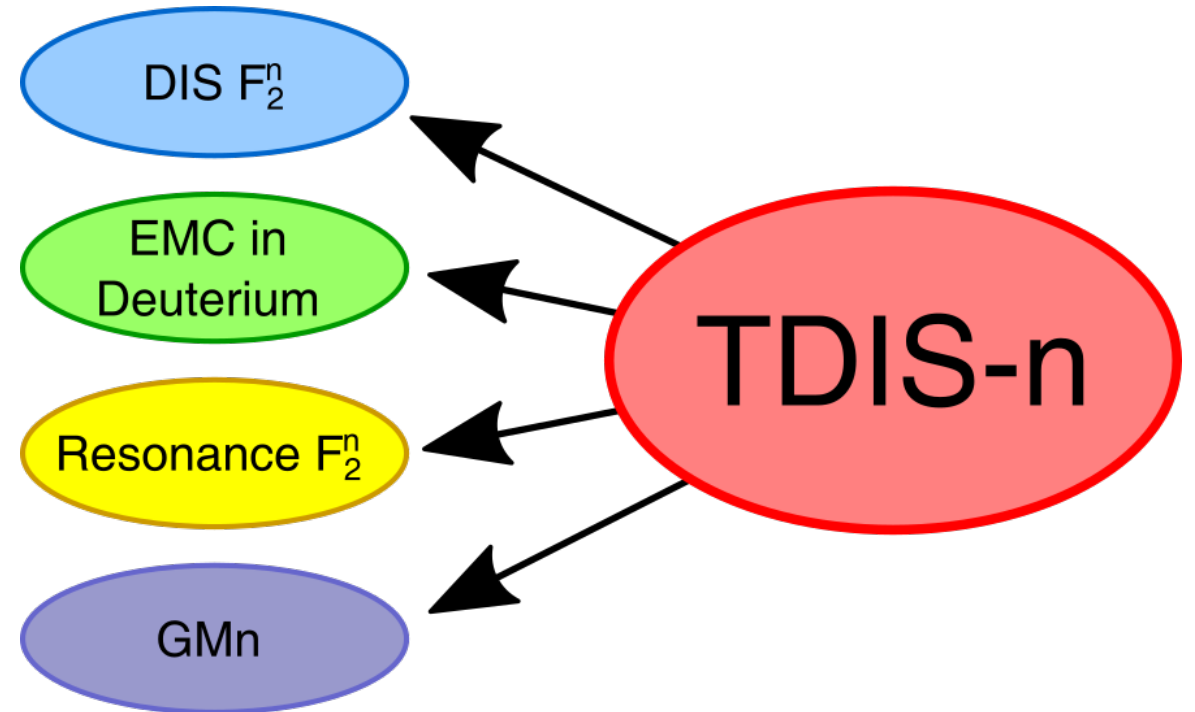 DIS F₂ⁿ
EMC in
Deuterium
Resonance F₂ⁿ
GMn
TDIS-n